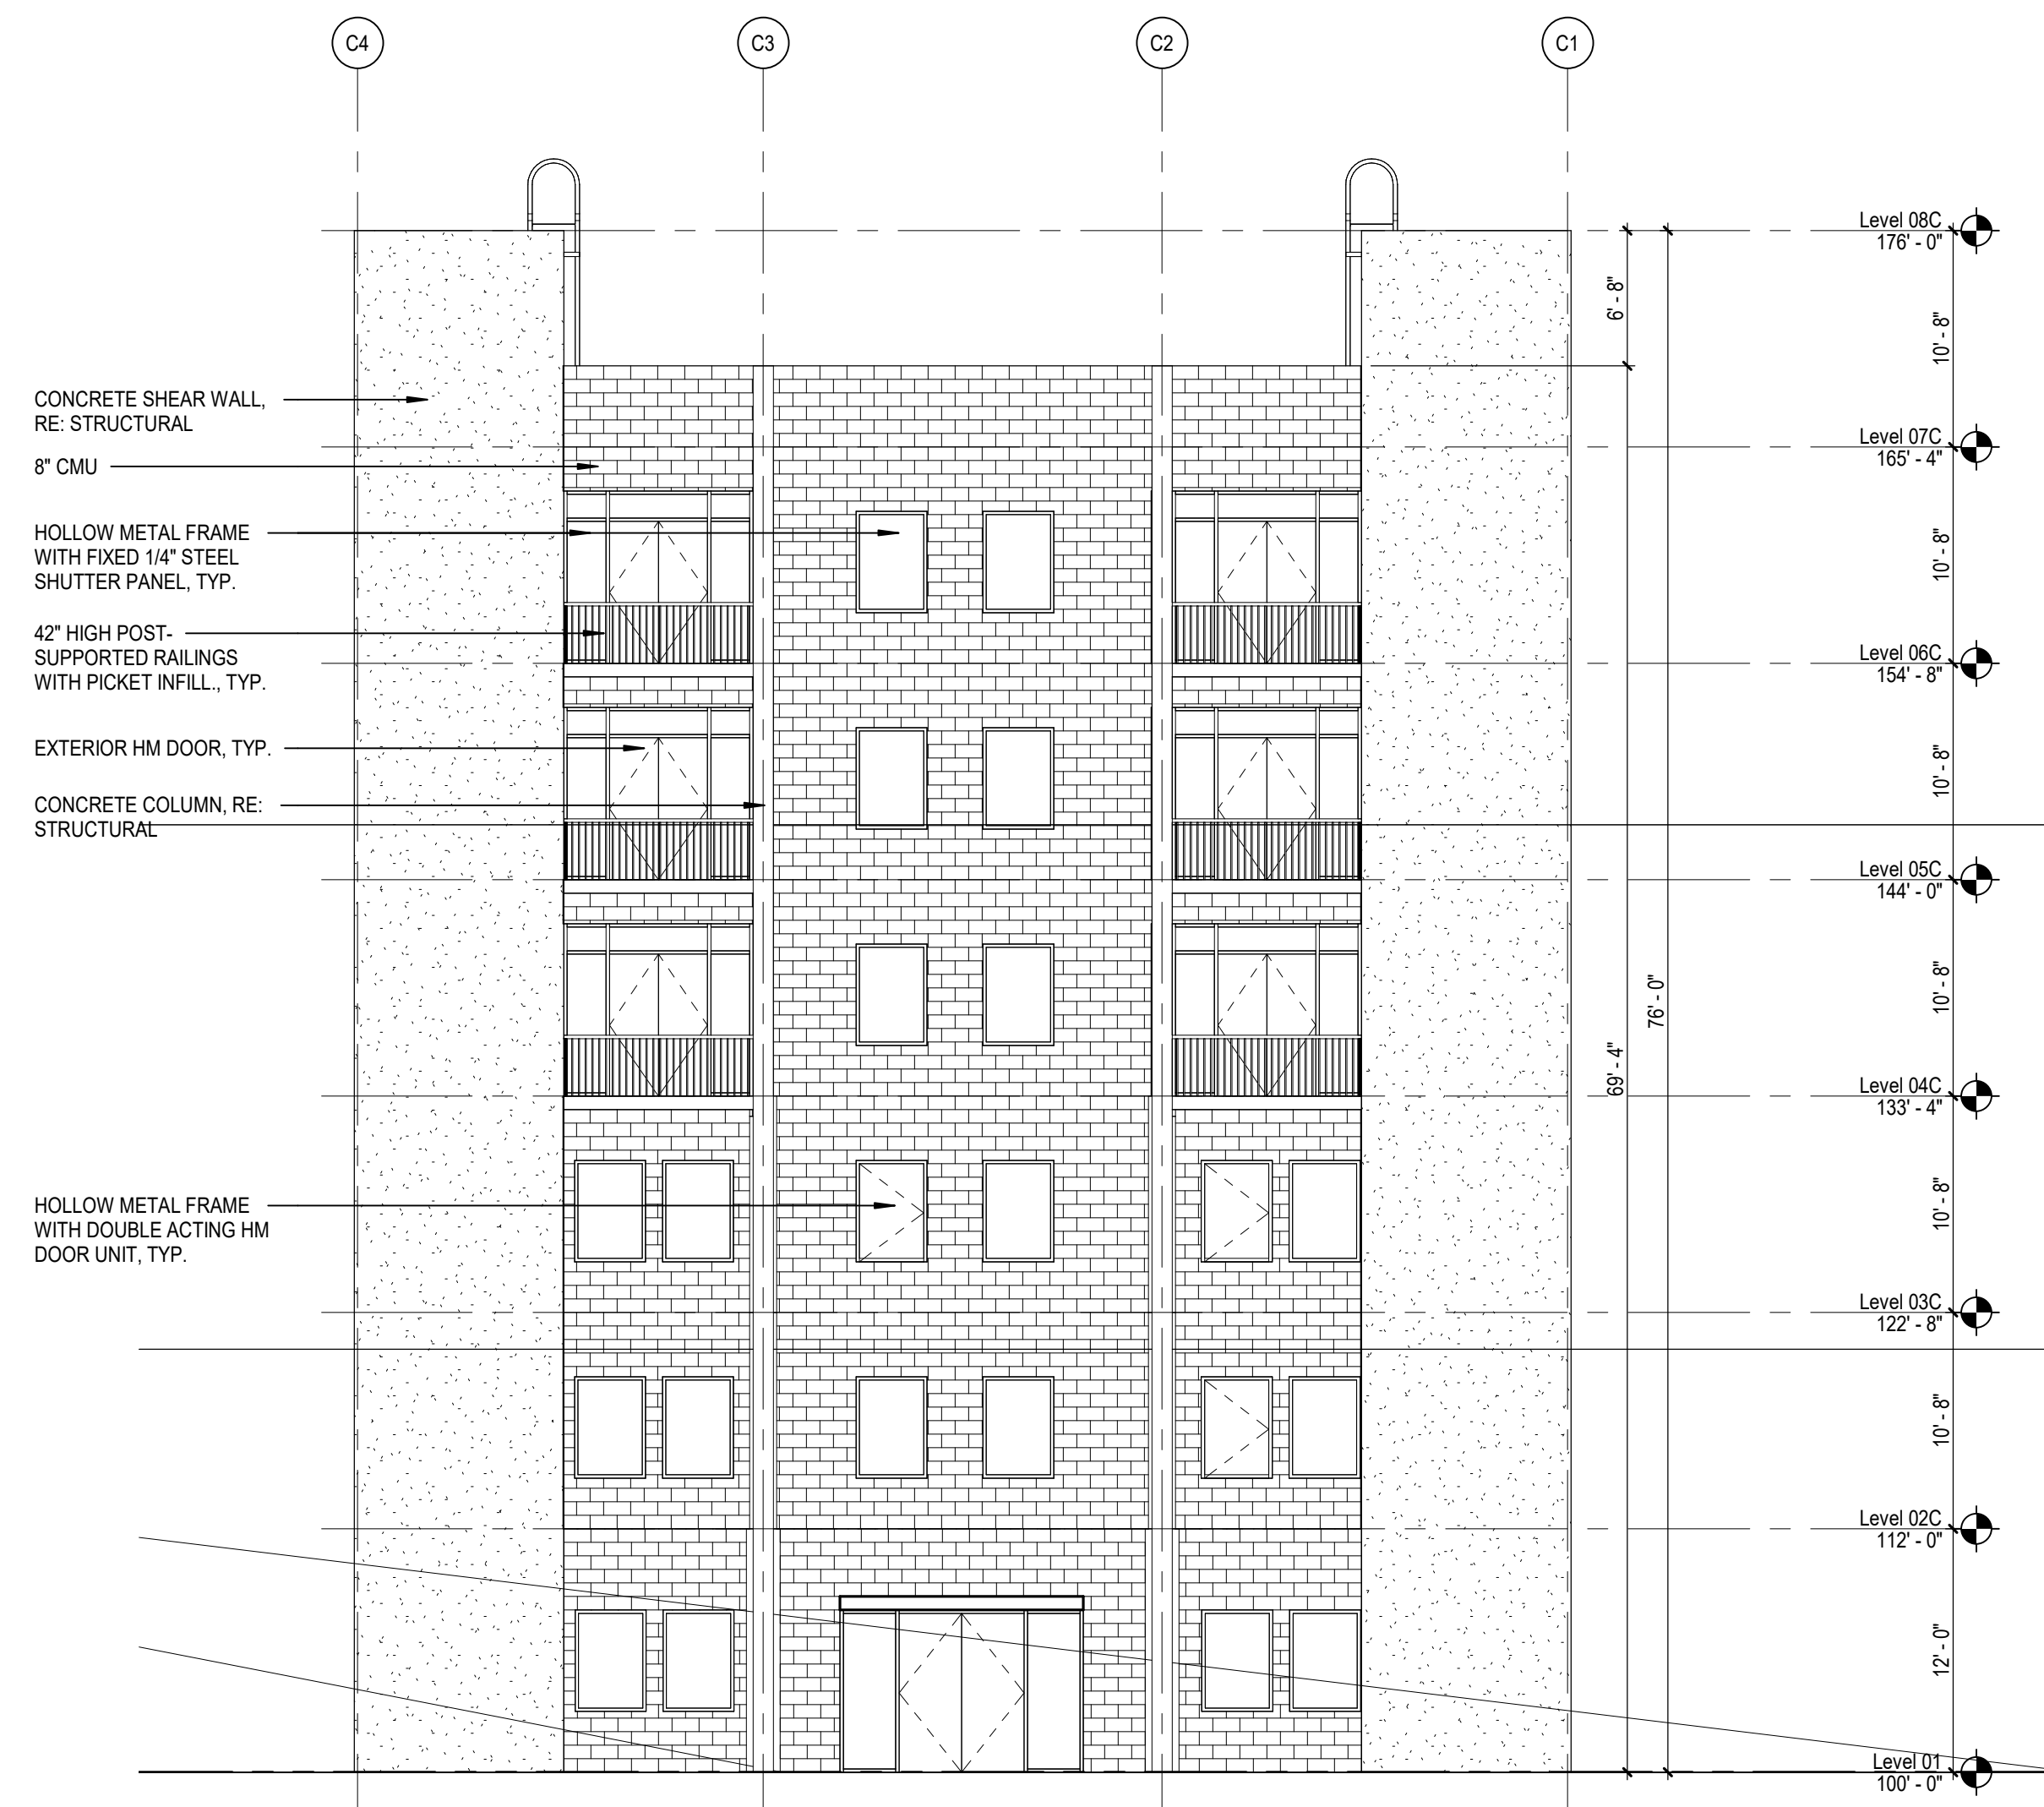 C4
C3
C2
C1
Level 08C
176' - 0"
6' - 8"
10' - 8"
CONCRETE SHEAR WALL,
RE: STRUCTURAL
8" CMU
Level 07C
165' - 4"
HOLLOW METAL FRAME
WITH FIXED 1/4" STEEL
SHUTTER PANEL, TYP.
10' - 8"
42" HIGH POST-
SUPPORTED RAILINGS
WITH PICKET INFILL., TYP.
Level 06C
154' - 8"
EXTERIOR HM DOOR, TYP.
10' - 8"
CONCRETE COLUMN, RE:
STRUCTURAL
Level 05C
144' - 0"
76' - 0"
10' - 8"
69' - 4"
Level 04C
133' - 4"
HOLLOW METAL FRAME
WITH DOUBLE ACTING HM
DOOR UNIT, TYP.
10' - 8"
Level 03C
122' - 8"
10' - 8"
Level 02C
112' - 0"
12' - 0"
Level 01
100' - 0"